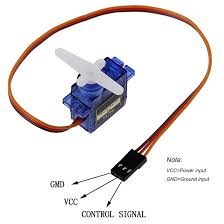 Note:
VCC=Power input
GND=Ground input
GMD
VCC
CONTROL SIGNAL